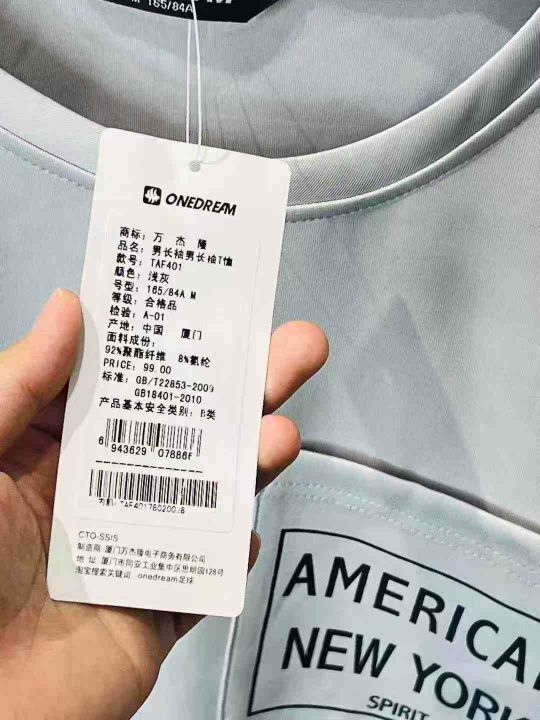 165/84A
ONEDREAM
商标: 万 杰 隆
品名: 男长袖男长袖T恤
款号: TAF401
颜色: 浅灰
号型: 165/84A M
等级: 合格品
检验: A-01
产地: 中国 厦门
面料成份:
92%聚酯纤维 8%氨纶
PRICE: 99.00
标准: GB/T22853-2009
GB18401-2010
产品基本安全类别: B类
6 943629 07886
TAF40178020028
CTO-SSIS
制造商 厦门万杰隆电子商务有限公司
地 址 厦门市同安工业集中区思明园128号
淘宝搜索关键词 onedream足球
AMERICA
NEW YORK
SPIRIT